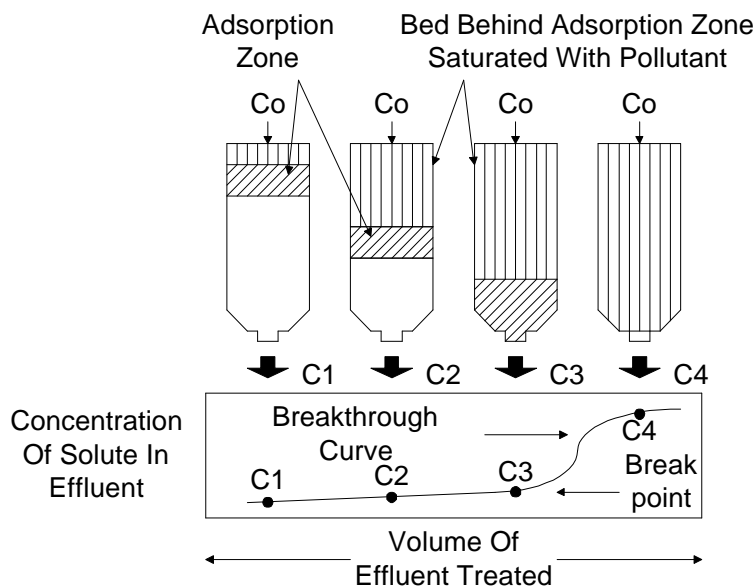 Adsorption
Zone
Bed Behind Adsorption Zone
Saturated With Pollutant
Co
Co
Co
Co
C1
C2
C3
C4
Concentration
Of Solute In
Effluent
Breakthrough
Curve
C1
C2
C3
C4
Break
point
Volume Of
Effluent Treated